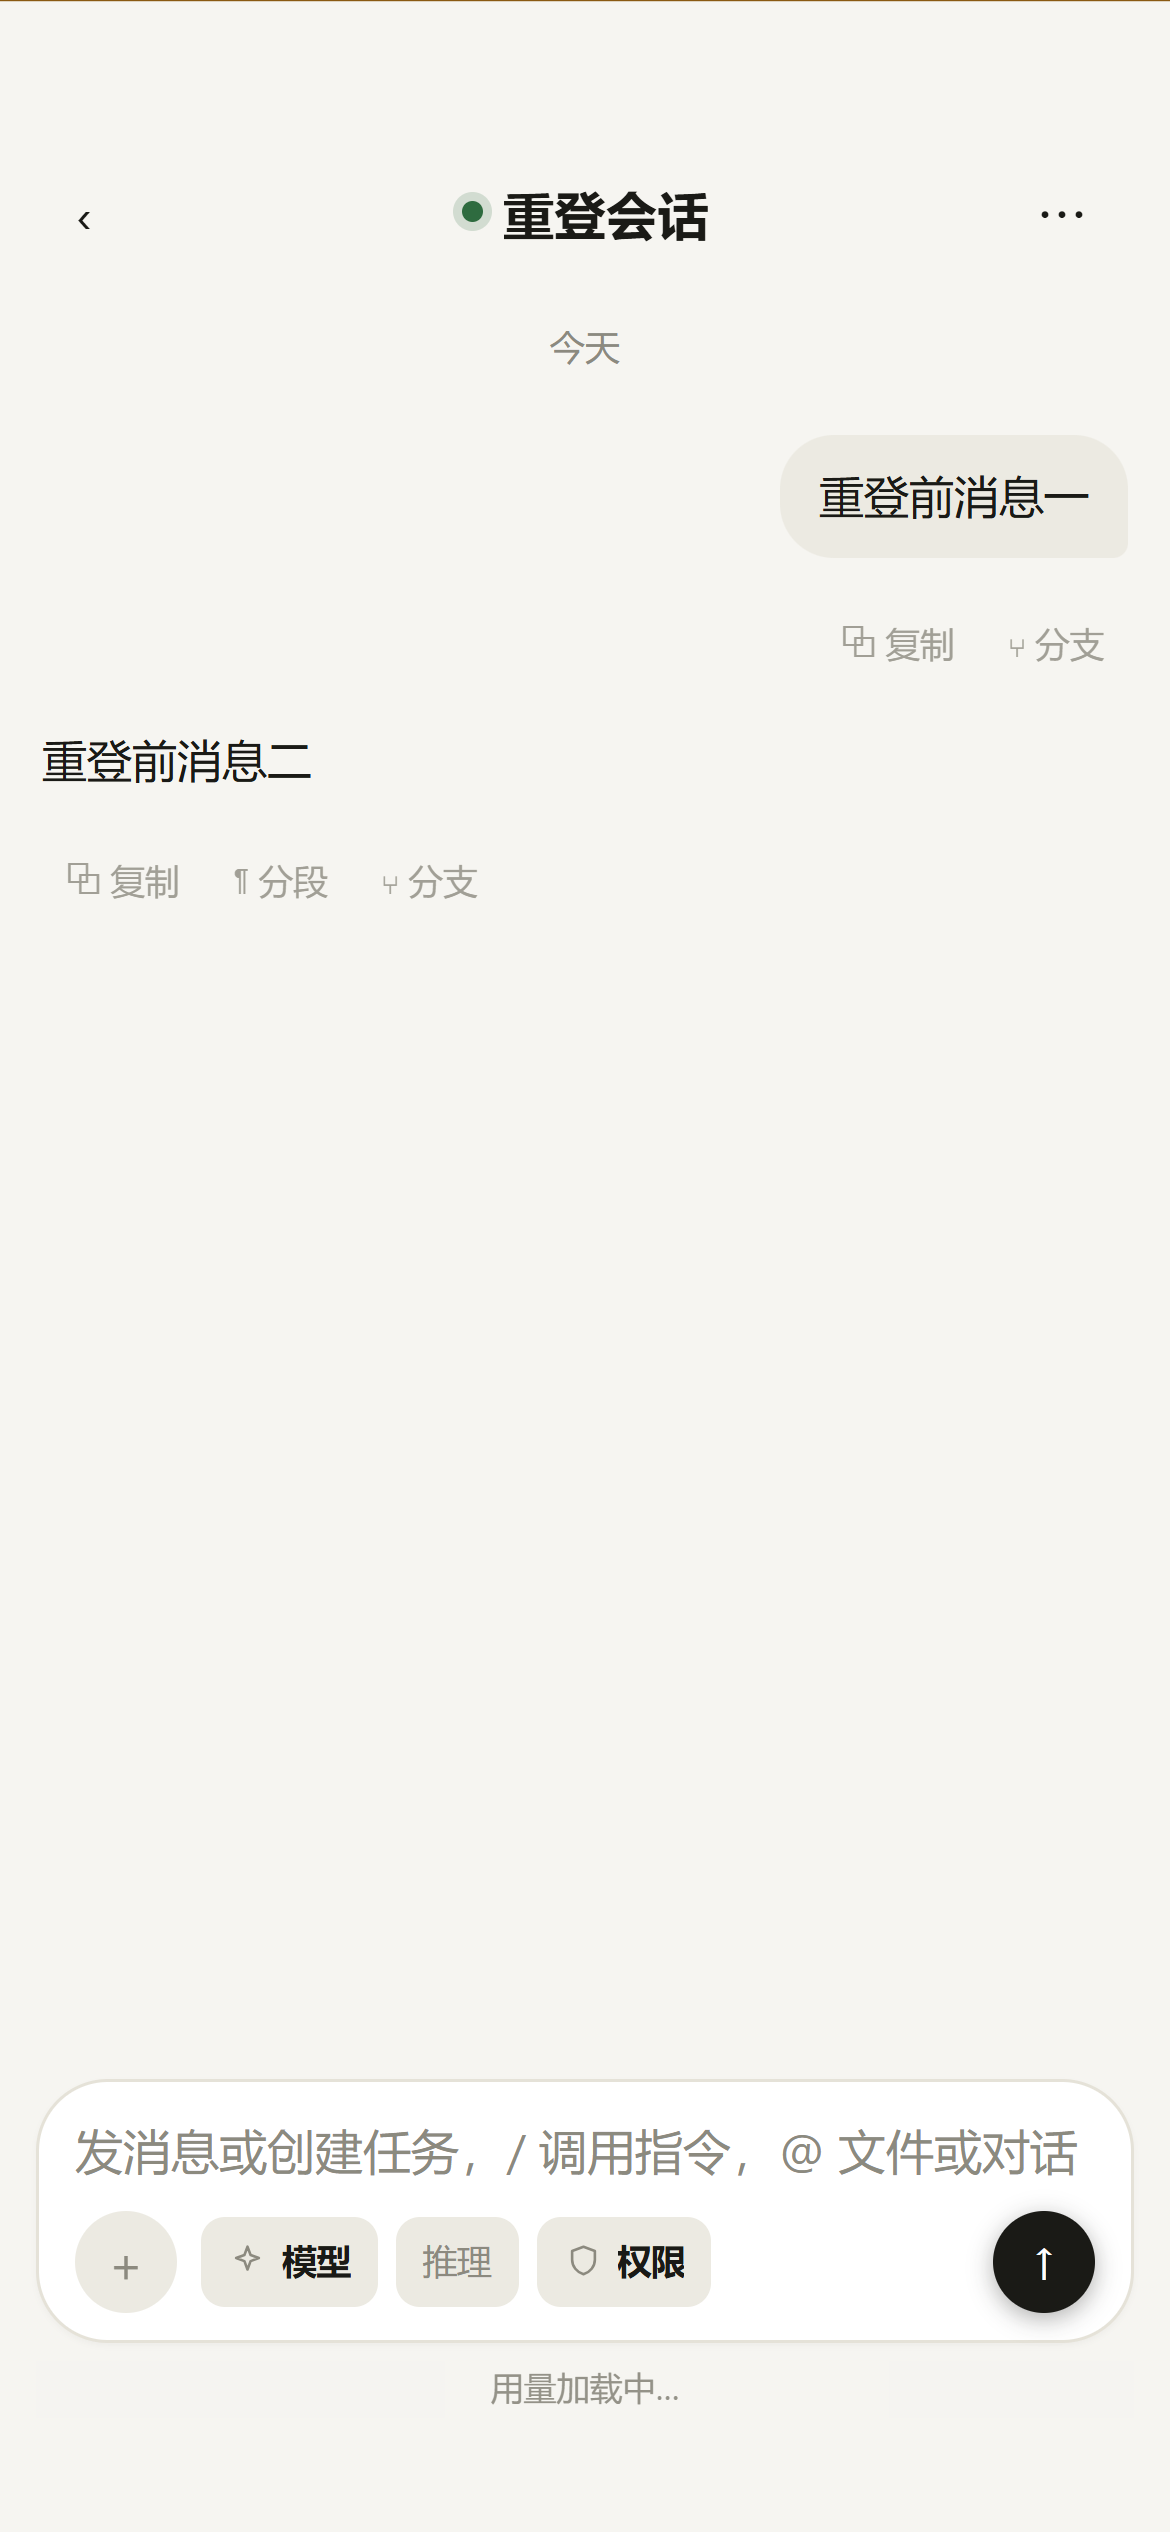 重登会话
今天
重登前消息一
复制 分支
重登前消息二
复制 ¶ 分段 分支
发消息或创建任务，/ 调用指令，@ 文件或对话
+ 模型 推理 权限 ↑
用量加载中...